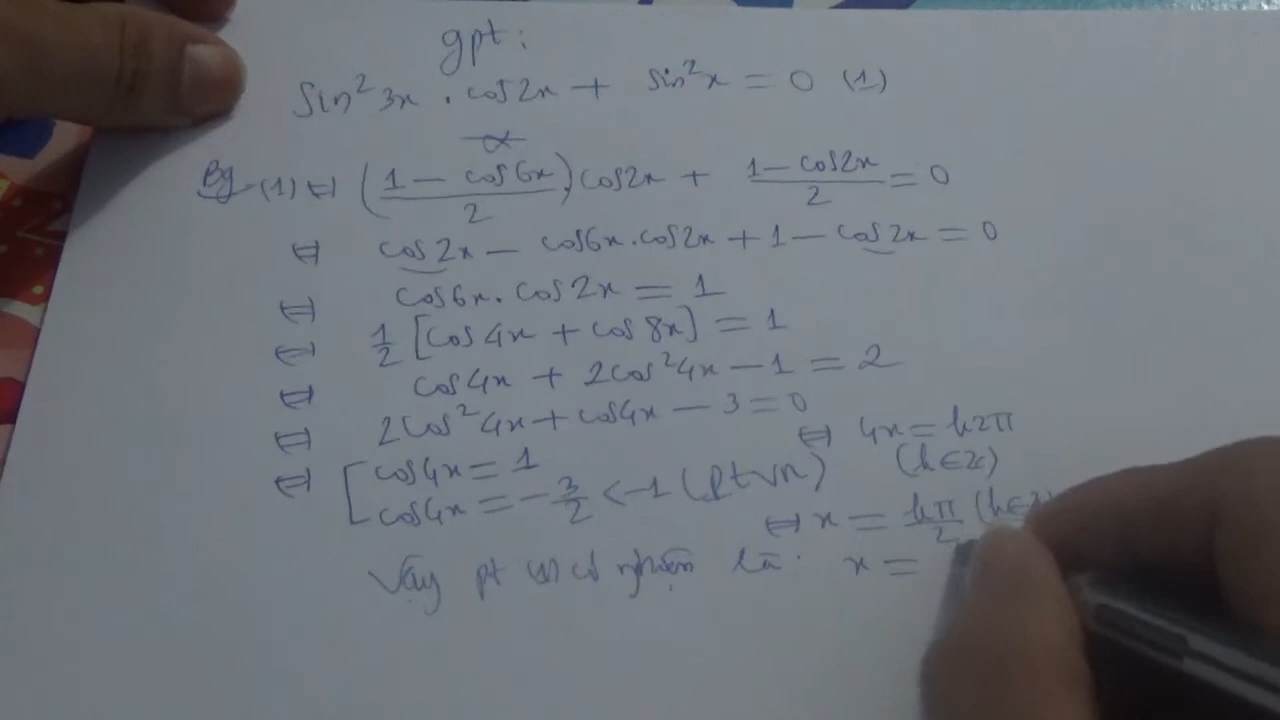 gpt:
sin²3x . cos2x + sin²x = 0 (1)
Bg (1) ⇔ (1 - cos6x / 2) cos2x + 1 - cos2x / 2 = 0
⇔ cos2x - cos6x.cos2x + 1 - cos2x = 0
⇔ cos6x. cos2x = 1
⇔ 1/2 [cos4x + cos8x] = 1
⇔ cos4x + 2cos²4x - 1 = 2
⇔ 2cos²4x + cos4x - 3 = 0
⇔ [ cos4x = 1 ⇔ 4x = k2π
cos4x = -3/2 < -1 (ptvn) (k∈Z)
⇔ x = kπ/2 (k∈Z
Vậy pt (1) có nghiệm là: x =